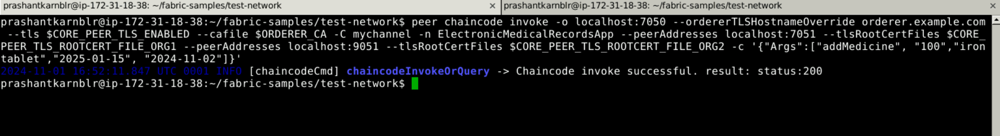 prashantkarnblr@ip-172-31-18-38: ~/fabric-samples/test-network × prashantkarnblr@ip-172-31-18-38: ~/fabric-samples/test-network ×
prashantkarnblr@ip-172-31-18-38:~/fabric-samples/test-network$ peer chaincode invoke -o localhost:7050 --ordererTLSHostnameOverride orderer.example.com
--tls $CORE_PEER_TLS_ENABLED --cafile $ORDERER_CA -C mychannel -n ElectronicMedicalRecordsApp --peerAddresses localhost:7051 --tlsRootCertFiles $CORE_
PEER_TLS_ROOTCERT_FILE_ORG1 --peerAddresses localhost:9051 --tlsRootCertFiles $CORE_PEER_TLS_ROOTCERT_FILE_ORG2 -c '{"Args":["addMedicine", "100","iron
tablet","2025-01-15", "2024-11-02"]}'
2024-11-01 16:52:11.847 UTC 0001 INFO [chaincodeCmd] chaincodeInvokeOrQuery -> Chaincode invoke successful. result: status:200
prashantkarnblr@ip-172-31-18-38:~/fabric-samples/test-network$